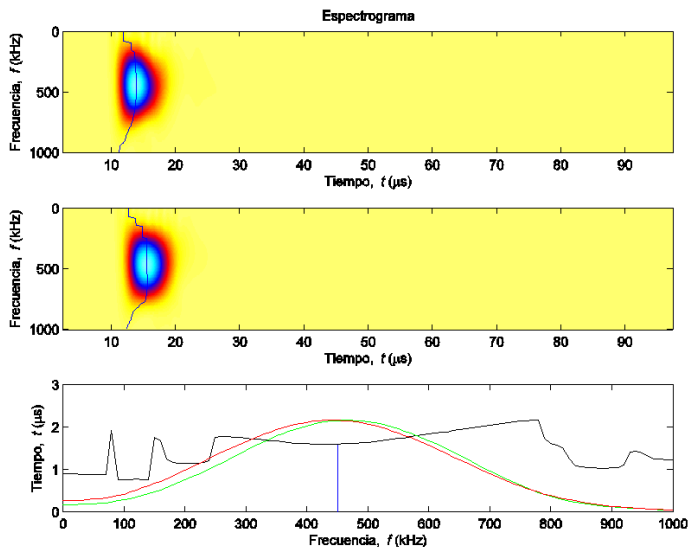 Espectrograma
Frecuencia, f (kHz)
0
500
1000
10 20 30 40 50 60 70 80 90
Tiempo, t (μs)
Frecuencia, f (kHz)
0
500
1000
10 20 30 40 50 60 70 80 90
Tiempo, t (μs)
Tiempo, t (μs)
3
2
1
0
0 100 200 300 400 500 600 700 800 900 1000
Frecuencia, f (kHz)